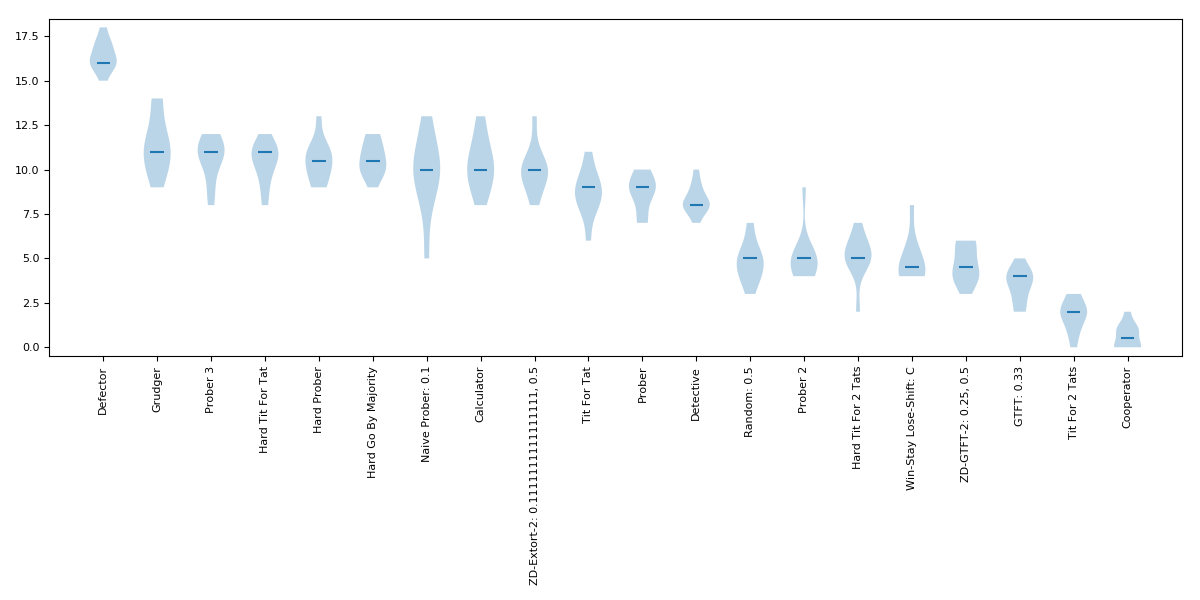 17.5
15.0
12.5
10.0
7.5
5.0
2.5
0.0
Defector
Grudger
Prober 3
Hard Tit For Tat
Hard Prober
Hard Go By Majority
Naive Prober: 0.1
Calculator
ZD-Extort-2: 0.1111111111111111, 0.5
Tit For Tat
Prober
Detective
Random: 0.5
Prober 2
Hard Tit For 2 Tats
Win-Stay Lose-Shift: C
ZD-GTFT-2: 0.25, 0.5
GTFT: 0.33
Tit For 2 Tats
Cooperator